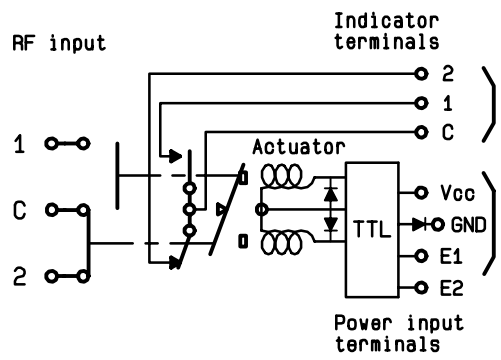 Indicator
terminals
RF input
2
1
C
Actuator
1
C
2
TTL
Vcc
GND
E1
E2
Power input
terminals